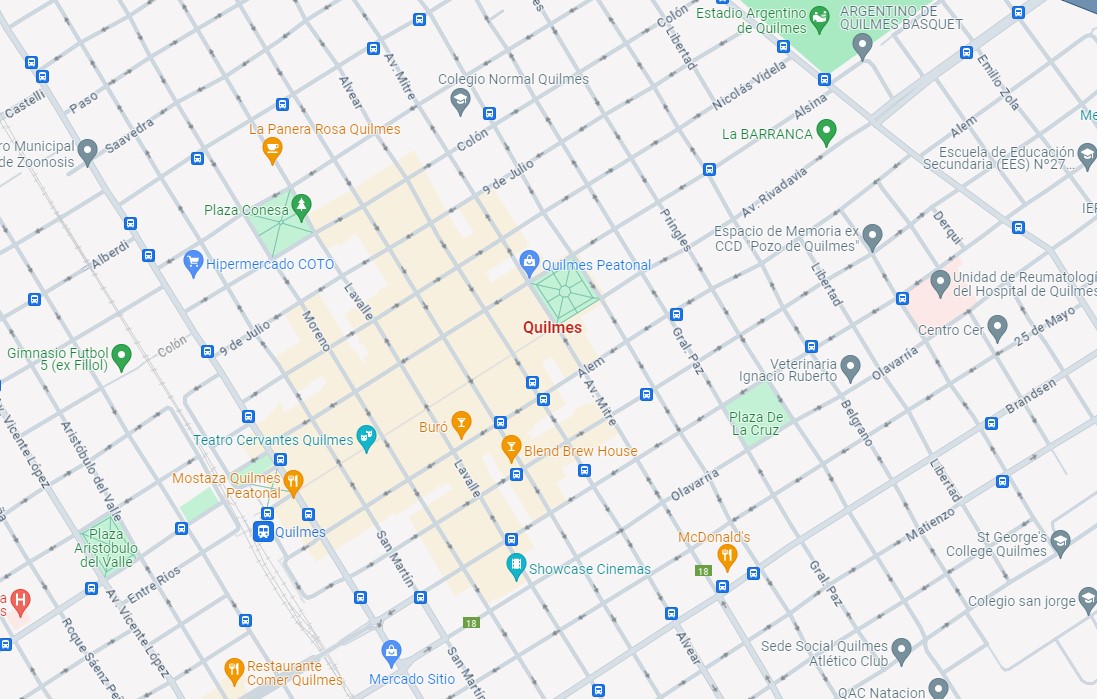 Estadio Argentino
de Quilmes
ARGENTINO DE
QUILMES BASQUET
Colón
Libertad
Av. Mitre
Alvear
Colegio Normal Quilmes
Nicolás Videla
Emilio Zola
Castelli
Paso
Saavedra
Alsina
Alem
La Panera Rosa Quilmes
Colón
La BARRANCA
Me
ro Municipal
de Zoonosis
Escuela de Educación
Secundaria (EES) N°27...
9 de Julio
Av. Rivadavia
Plaza Conesa
IEF
Pringles
Derqui
Espacio de Memoria ex
CCD "Pozo de Quilmes"
Alberdi
Hipermercado COTO
Quilmes Peatonal
Libertad
Unidad de Reumatologí
del Hospital de Quilmes
Lavalle
Moreno
Quilmes
Centro Cer
25 de Mayo
9 de Julio
Colón
Gimnasio Futbol
5 (ex Fillol)
Gral. Paz
Alem
Olavarría
Veterinaria
Ignacio Ruberto
Av. Mitre
Brandsen
Plaza De
La Cruz
Belgrano
Av. Vicente López
Aristóbulo del Valle
Teatro Cervantes Quilmes
Buró
Blend Brew House
Mostaza Quilmes
Peatonal
Lavalle
Olavarria
Libertad
Quilmes
Matienzo
Plaza
Aristóbulo
del Valle
San Martín
McDonald's
St George's
College Quilmes
Entre Rios
Showcase Cinemas
18
Gral. Paz
Av. Vicente López
Colegio san jorge
a
s
18
Roque Sáenz Peñ
Alvear
San Martín
Sede Social Quilmes
Atlético Club
Restaurante
Comer Quilmes
Mercado Sitio
QAC Natacion